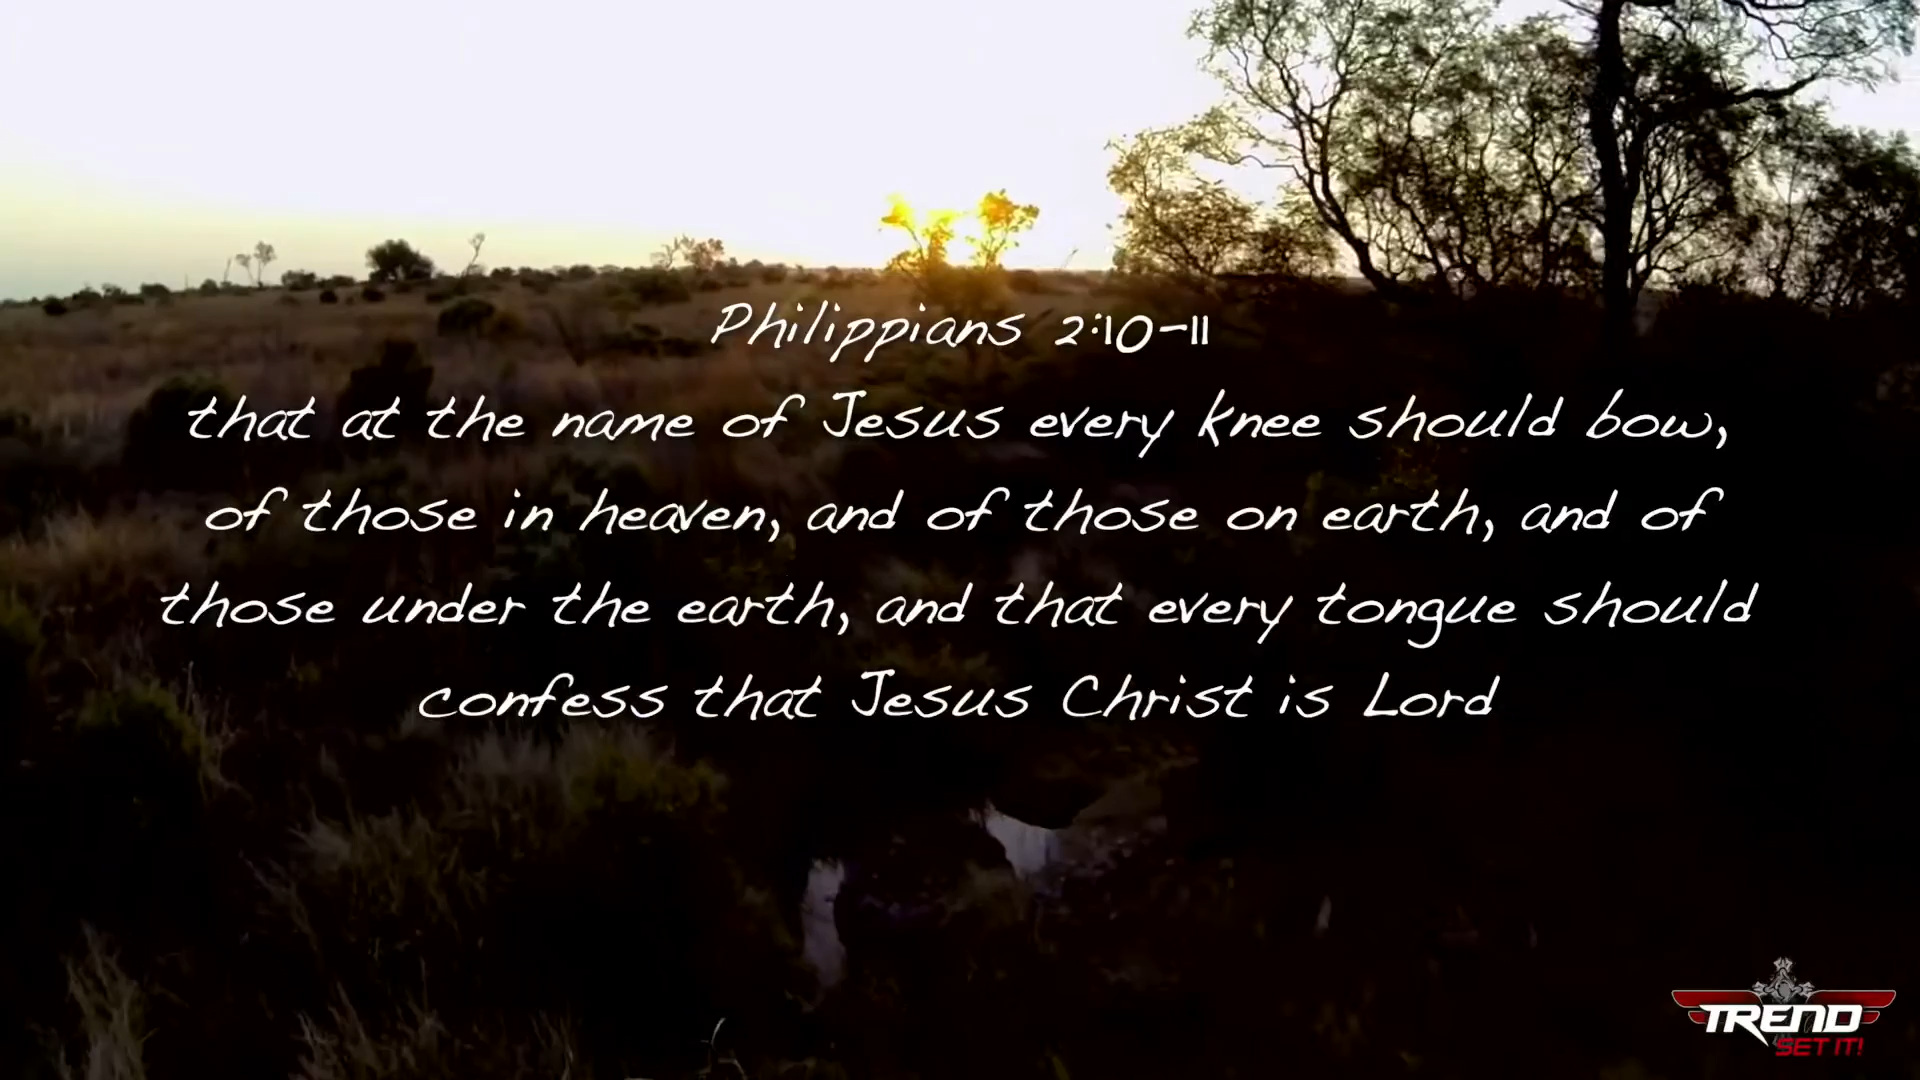 Philippians 2:10-11
that at the name of Jesus every knee should bow,
of those in heaven, and of those on earth, and of
those under the earth, and that every tongue should
confess that Jesus Christ is Lord
TREND
SET IT!